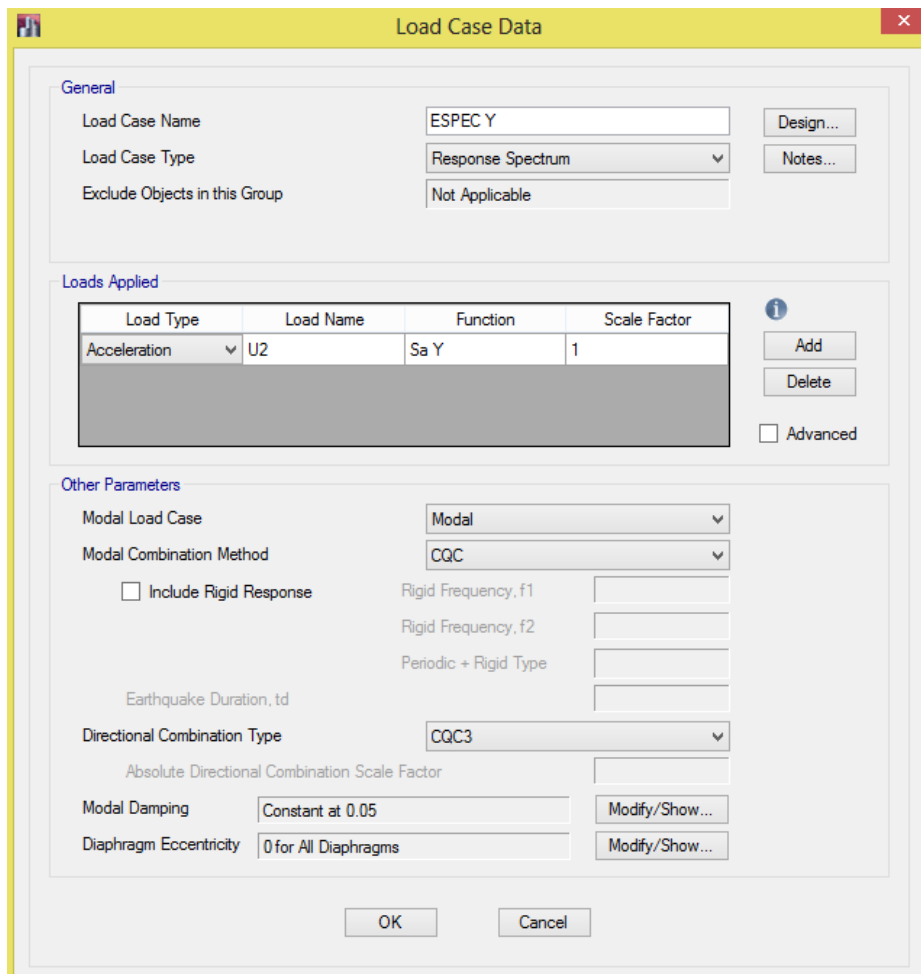 Load Case Data
General
Load Case Name ESPEC Y Design...
Load Case Type Response Spectrum Notes...
Exclude Objects in this Group Not Applicable
Loads Applied
Load Type Load Name Function Scale Factor
Acceleration U2 Sa Y 1
Add
Delete
Advanced
Other Parameters
Modal Load Case Modal
Modal Combination Method CQC
Include Rigid Response Rigid Frequency, f1
Rigid Frequency, f2
Periodic + Rigid Type
Earthquake Duration, td
Directional Combination Type CQC3
Absolute Directional Combination Scale Factor
Modal Damping Constant at 0.05 Modify/Show...
Diaphragm Eccentricity 0 for All Diaphragms Modify/Show...
OK Cancel